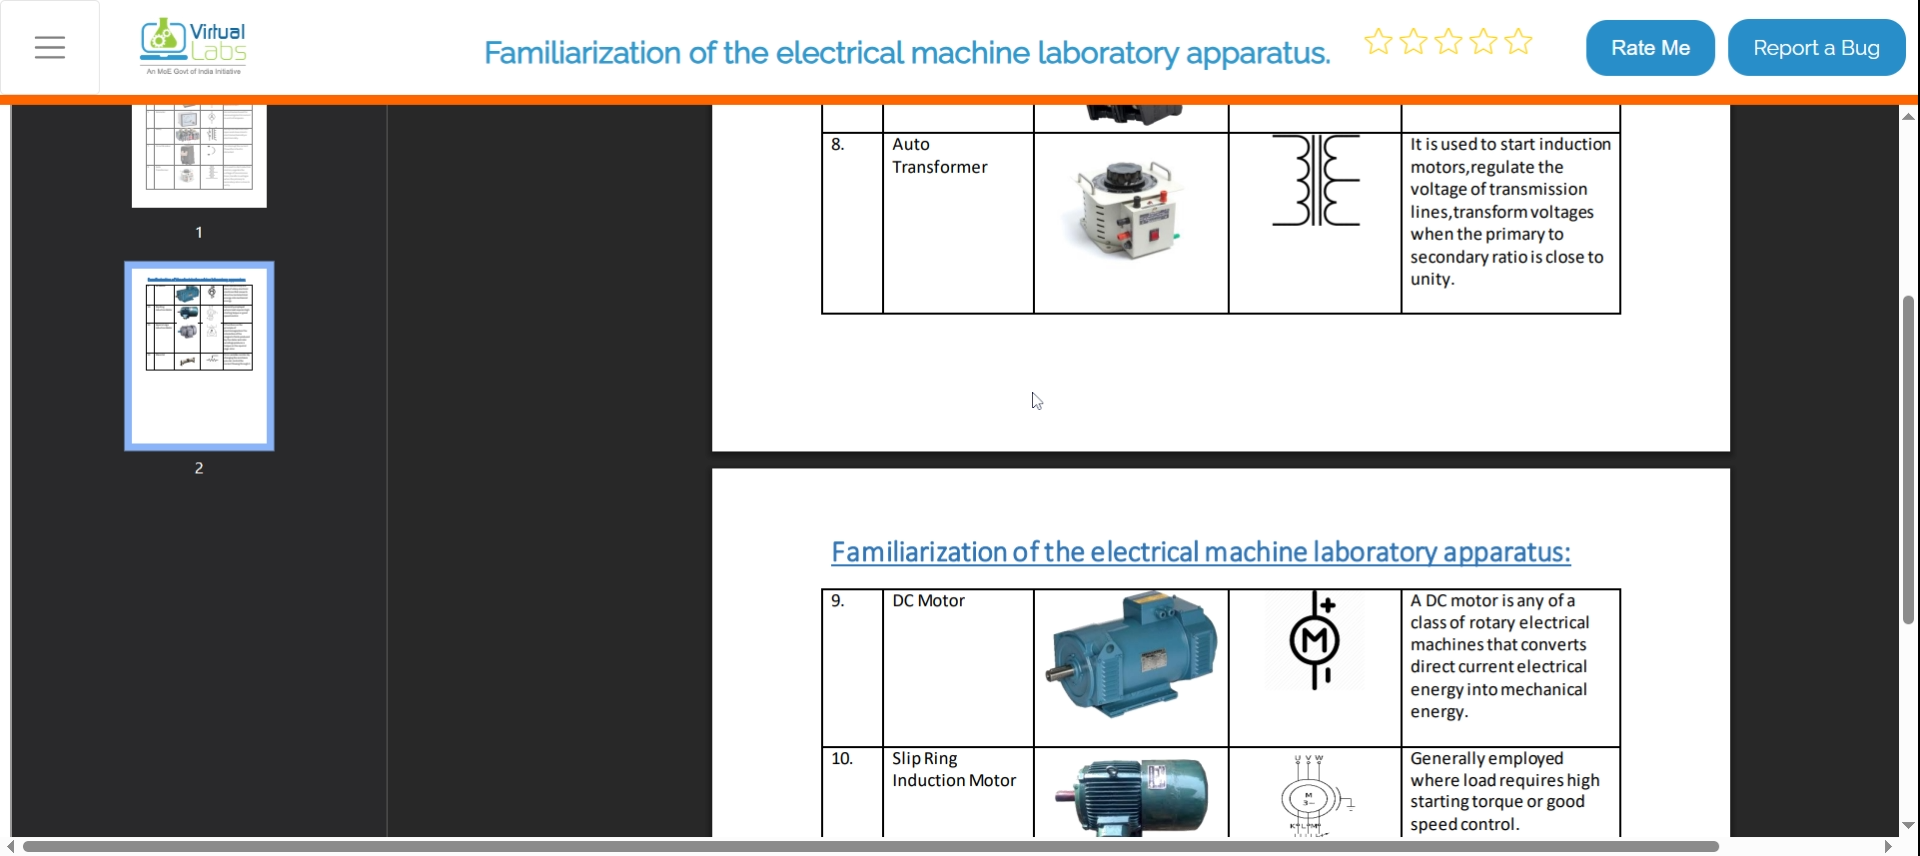 Virtual
Labs
An MoE Govt of India Initiative
Familiarization of the electrical machine laboratory apparatus.
Rate Me
Report a Bug
1
2
8.
Auto
Transformer
It is used to start induction
motors,regulate the
voltage of transmission
lines,transform voltages
when the primary to
secondary ratio is close to
unity.
Familiarization of the electrical machine laboratory apparatus:
9.
DC Motor
+
M
A DC motor is any of a
class of rotary electrical
machines that converts
direct current electrical
energy into mechanical
energy.
10.
Slip Ring
Induction Motor
U V W
M
3~
K L M
Generally employed
where load requires high
starting torque or good
speed control.